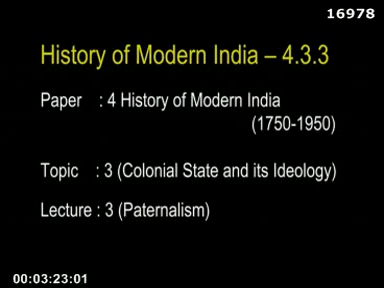 16978
History of Modern India – 4.3.3
Paper : 4 History of Modern India
(1750-1950)
Topic : 3 (Colonial State and its Ideology)
Lecture : 3 (Paternalism)
00:03:23:01